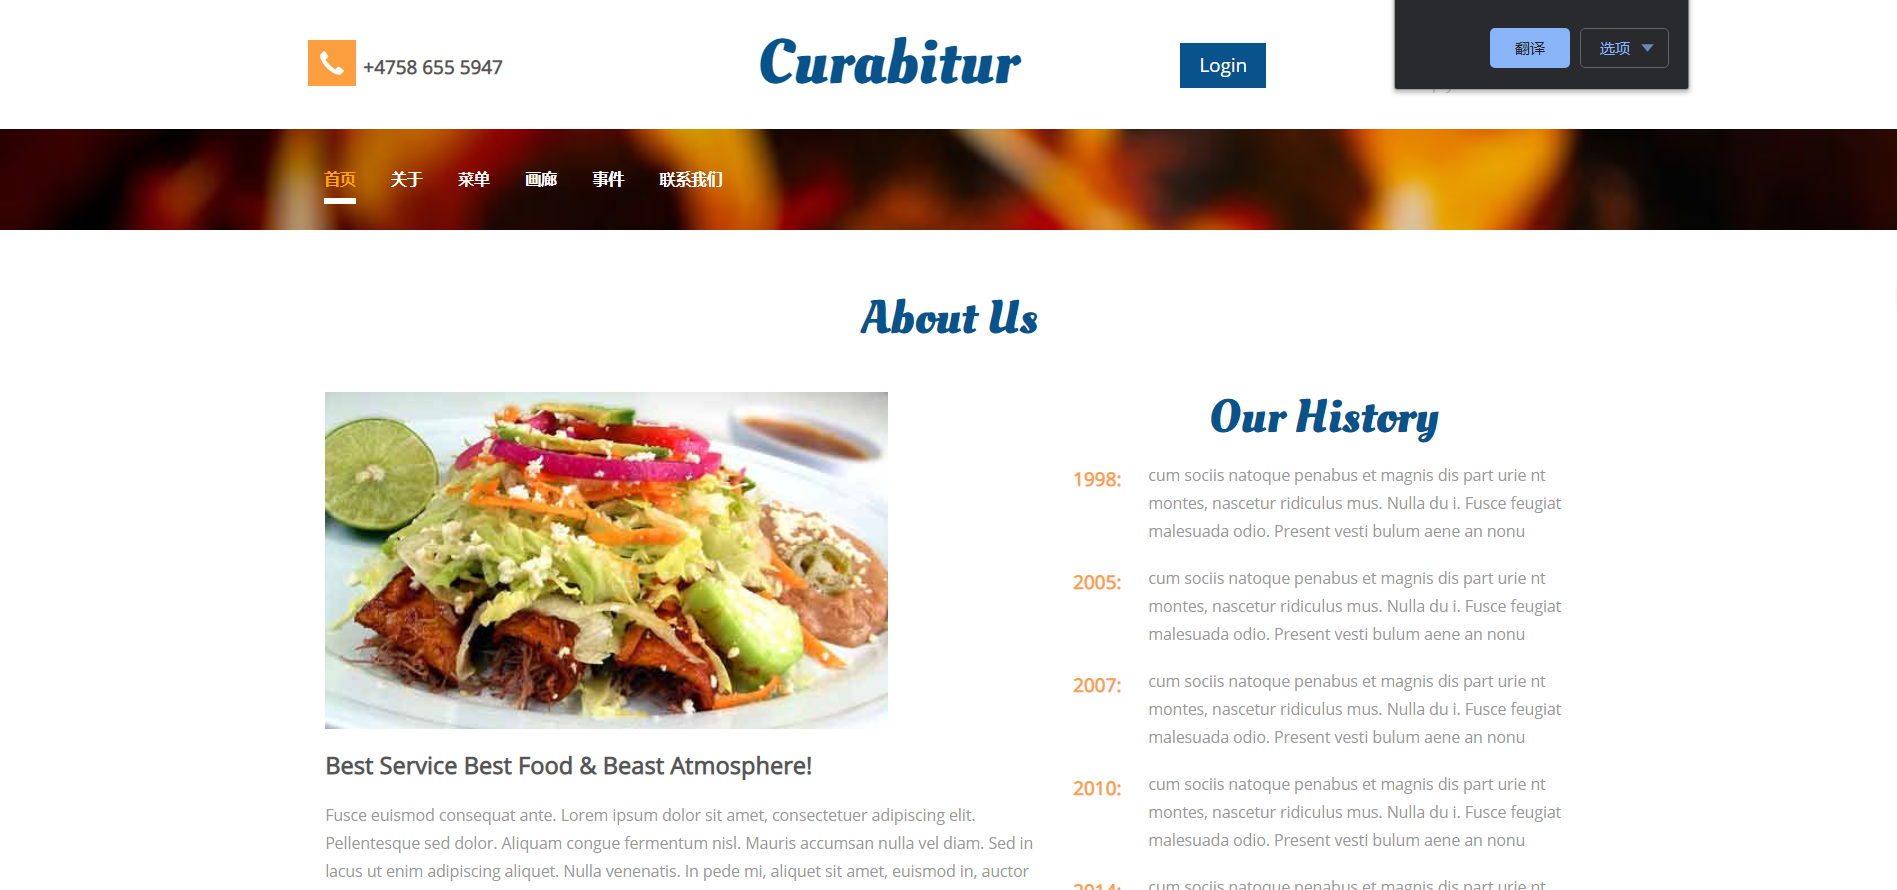 +4758 655 5947
Curabitur
Login
翻译
选项
首页 关于 菜单 画廊 事件 联系我们
About Us
Our History
1998: cum sociis natoque penabus et magnis dis part urie nt
montes, nascetur ridiculus mus. Nulla du i. Fusce feugiat
malesuada odio. Present vesti bulum aene an nonu
2005: cum sociis natoque penabus et magnis dis part urie nt
montes, nascetur ridiculus mus. Nulla du i. Fusce feugiat
malesuada odio. Present vesti bulum aene an nonu
2007: cum sociis natoque penabus et magnis dis part urie nt
montes, nascetur ridiculus mus. Nulla du i. Fusce feugiat
malesuada odio. Present vesti bulum aene an nonu
2010: cum sociis natoque penabus et magnis dis part urie nt
montes, nascetur ridiculus mus. Nulla du i. Fusce feugiat
malesuada odio. Present vesti bulum aene an nonu
2014: cum sociis natoque penabus et magnis dis part urie nt
Best Service Best Food & Beast Atmosphere!
Fusce euismod consequat ante. Lorem ipsum dolor sit amet, consectetuer adipiscing elit.
Pellentesque sed dolor. Aliquam congue fermentum nisl. Mauris accumsan nulla vel diam. Sed in
lacus ut enim adipiscing aliquet. Nulla venenatis. In pede mi, aliquet sit amet, euismod in, auctor